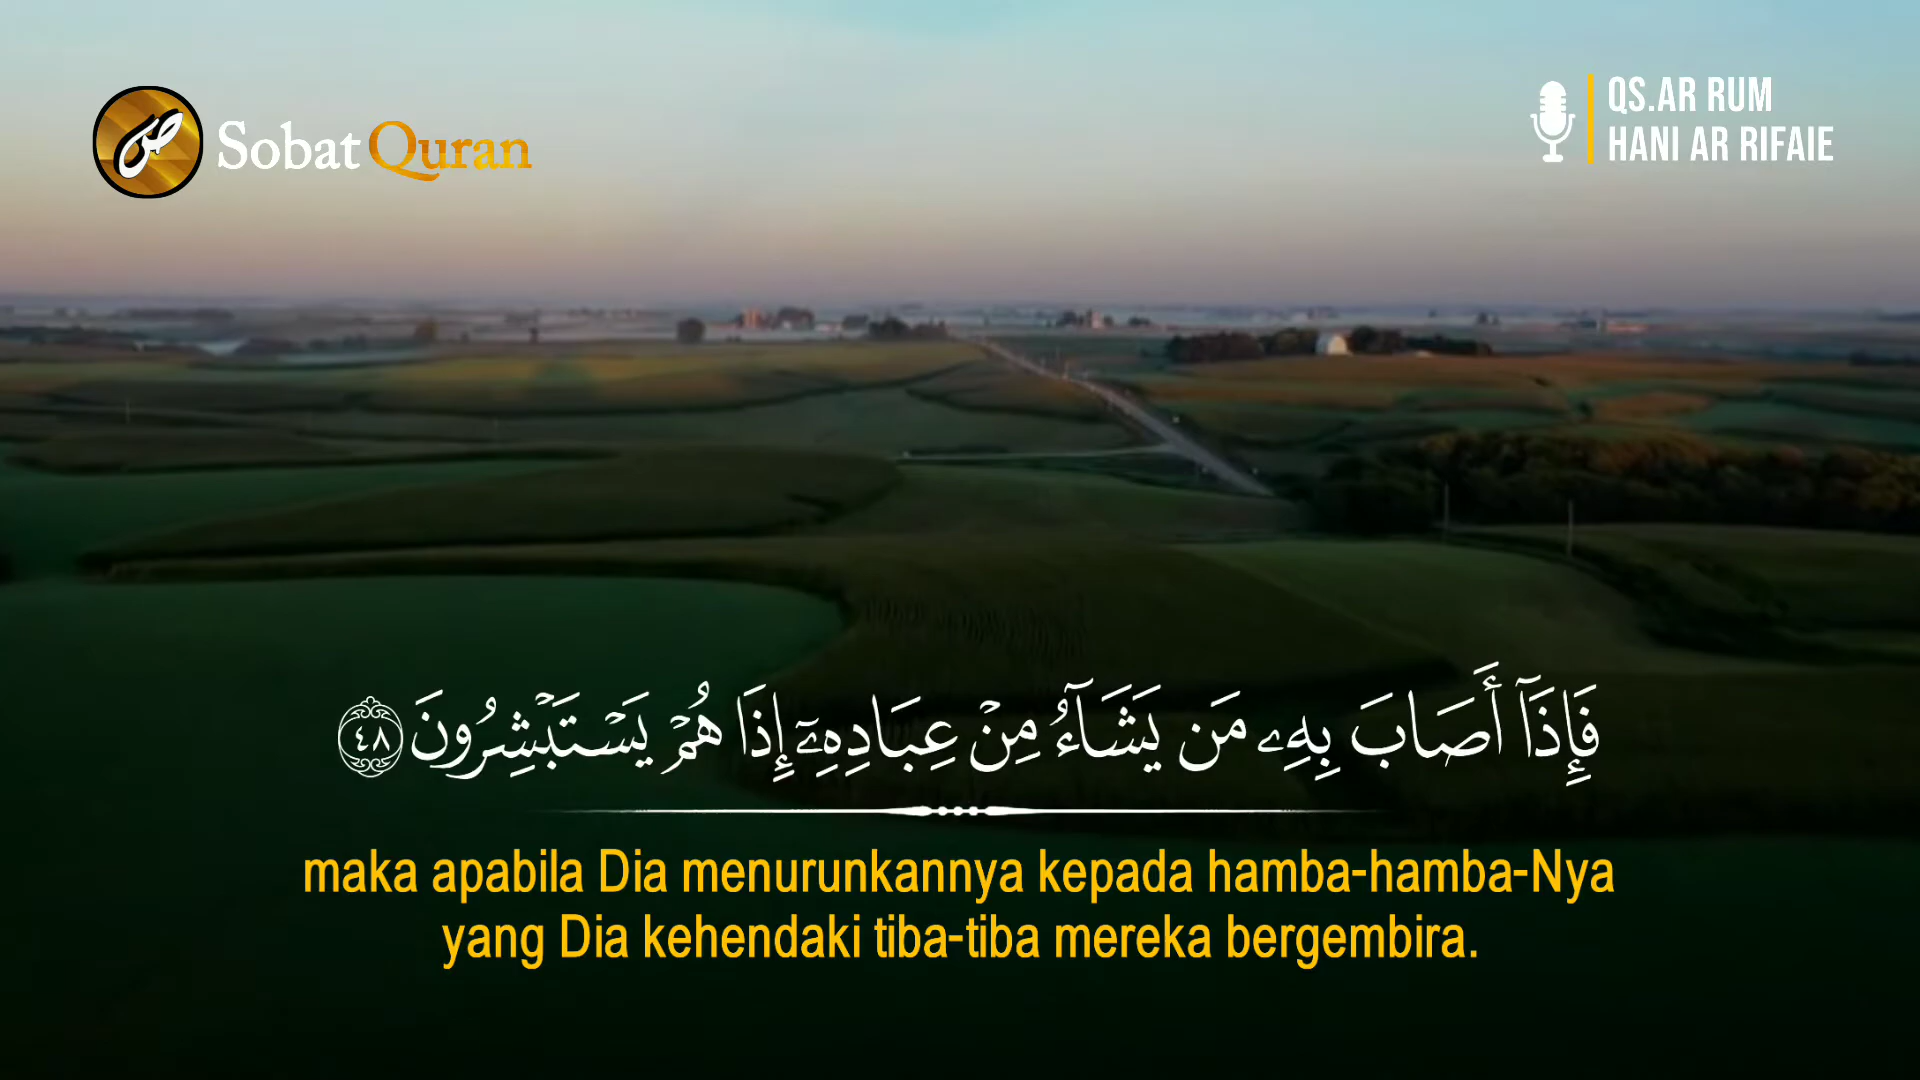 ص
Sobat Quran
QS.AR RUM
HANI AR RIFAIE
فَإِذَآ أَصَابَ بِهِۦ مَن يَشَآءُ مِنْ عِبَادِهِۦٓ إِذَا هُمْ يَسْتَبْشِرُونَ ٤٨
maka apabila Dia menurunkannya kepada hamba-hamba-Nya
yang Dia kehendaki tiba-tiba mereka bergembira.